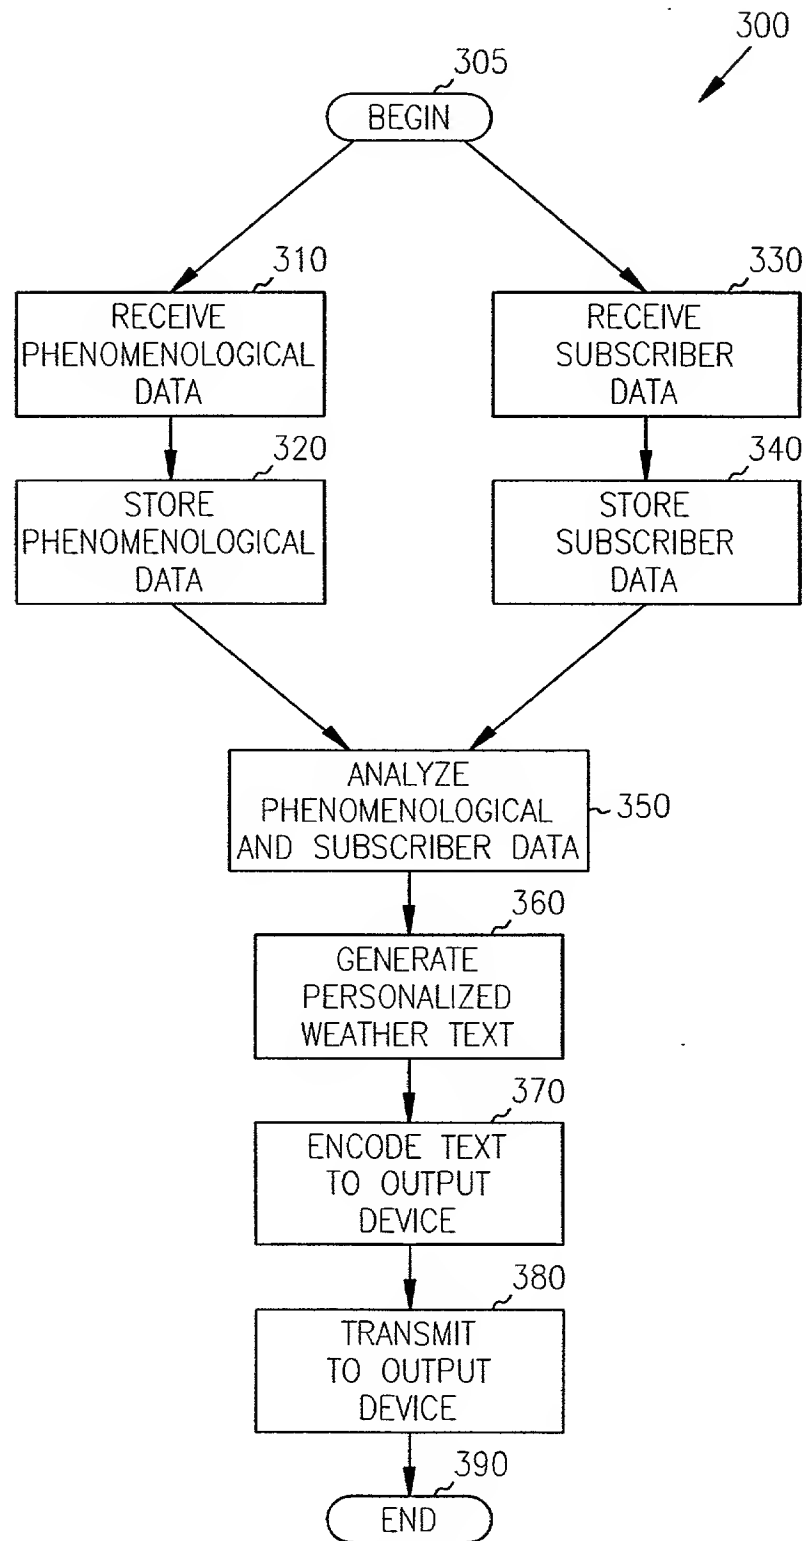 300
305
BEGIN
310
RECEIVE
PHENOMENOLOGICAL
DATA
330
RECEIVE
SUBSCRIBER
DATA
320
STORE
PHENOMENOLOGICAL
DATA
340
STORE
SUBSCRIBER
DATA
ANALYZE
PHENOMENOLOGICAL
AND SUBSCRIBER DATA
350
360
GENERATE
PERSONALIZED
WEATHER TEXT
370
ENCODE TEXT
TO OUTPUT
DEVICE
380
TRANSMIT
TO OUTPUT
DEVICE
390
END